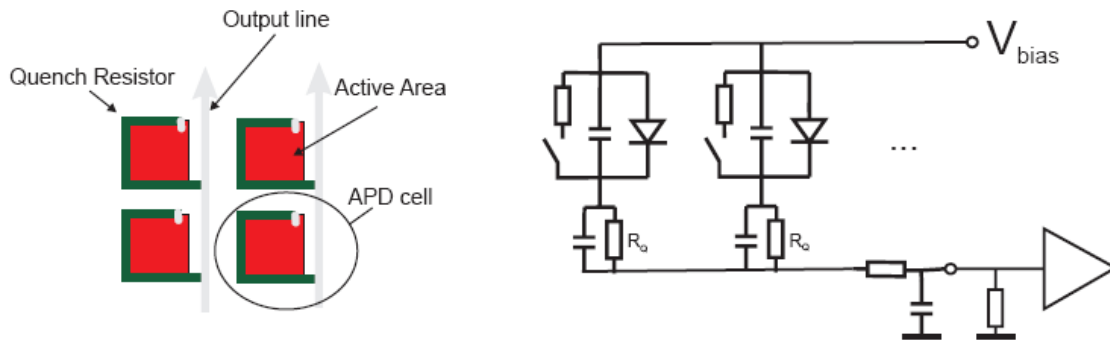 Output line
Quench Resistor
Active Area
APD cell
V bias
...
R Q
R Q